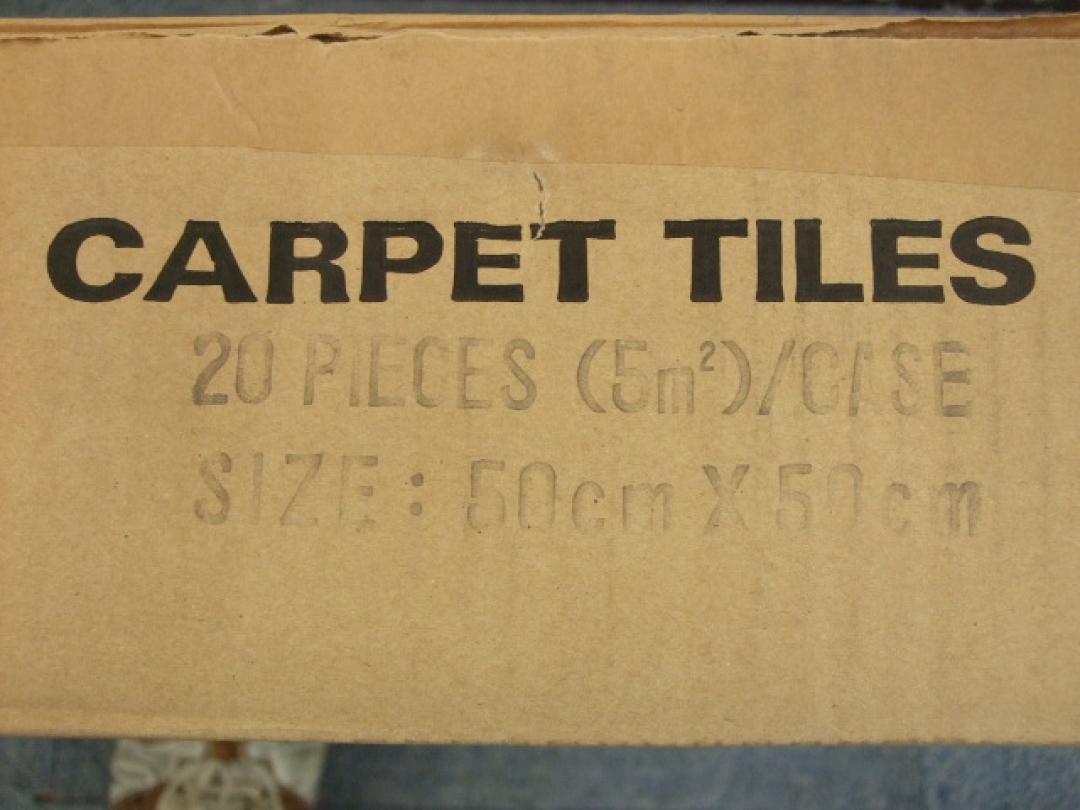 CARPET TILES
20 PIECES (5m²)/CASE
SIZE: 50cm X 50cm